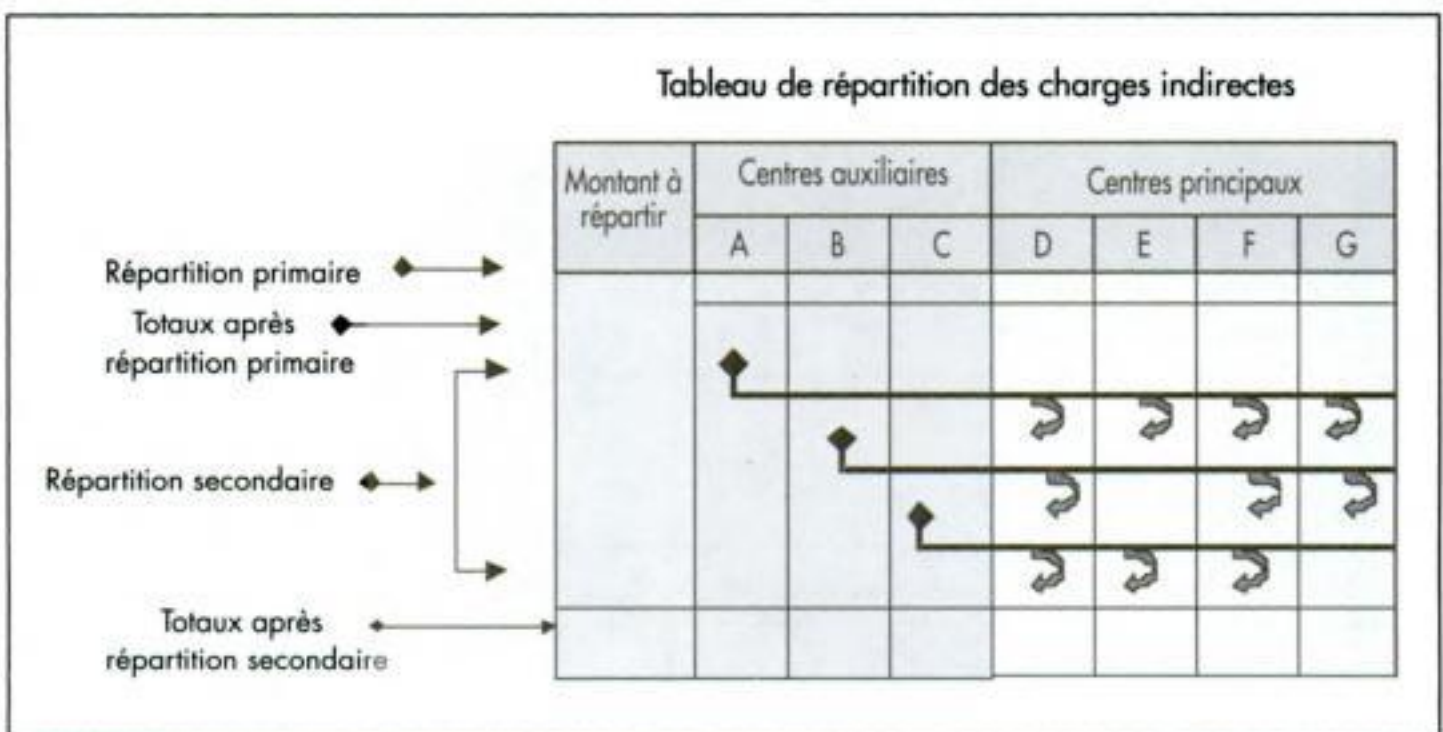 Tableau de répartition des charges indirectes
Montant à
répartir
Centres auxiliaires
Centres principaux
A B C D E F G
Répartition primaire
Totaux après
répartition primaire
Répartition secondaire
Totaux après
répartition secondaire